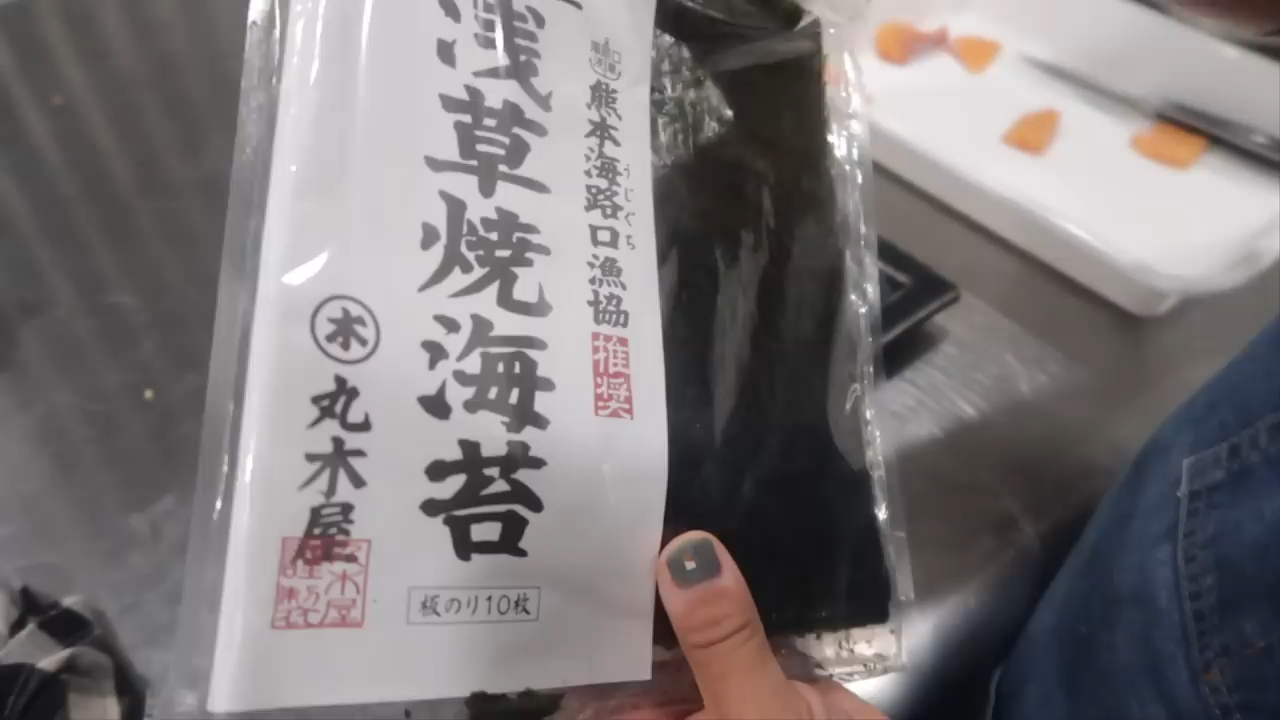 熊本海路口漁協
うじぐち
推奨
浅草焼海苔
木
丸木屋
板のり10枚